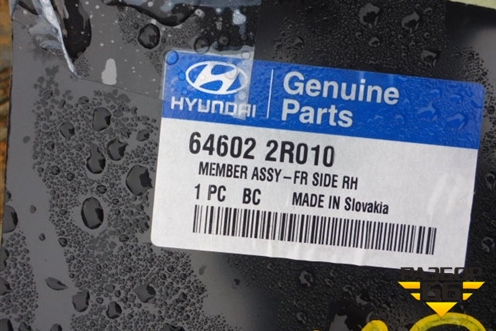 HYUNDAI
Genuine
Parts
64602 2R010
MEMBER ASSY-FR SIDE RH
1 PC BC MADE IN Slovakia